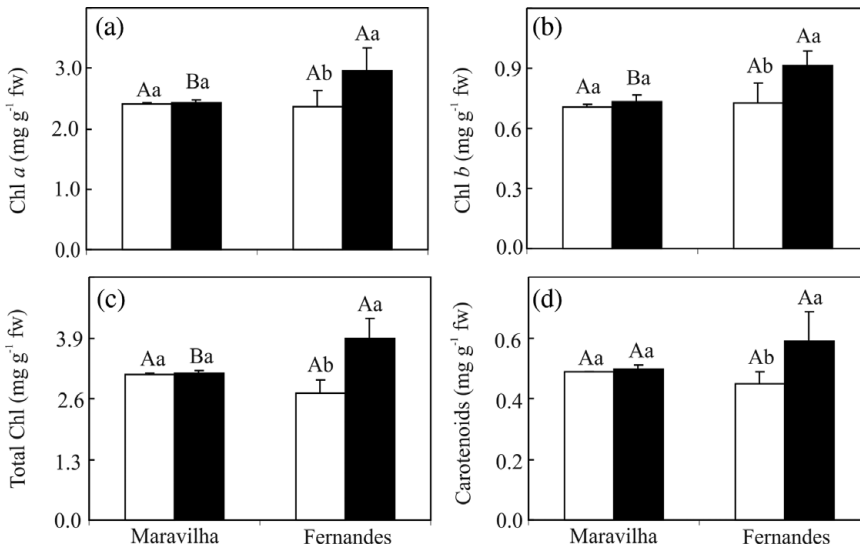 (a)
Chl a (mg g⁻¹ fw)
3.0
2.0
1.0
0.0
Aa
Ba
Ab
Aa
(b)
Chl b (mg g⁻¹ fw)
0.9
0.6
0.3
0.0
Aa
Ba
Ab
Aa
(c)
Total Chl (mg g⁻¹ fw)
3.9
2.6
1.3
0.0
Aa
Ba
Ab
Aa
Maravilha
Fernandes
(d)
Carotenoids (mg g⁻¹ fw)
0.6
0.4
0.2
0.0
Aa
Aa
Ab
Aa
Maravilha
Fernandes